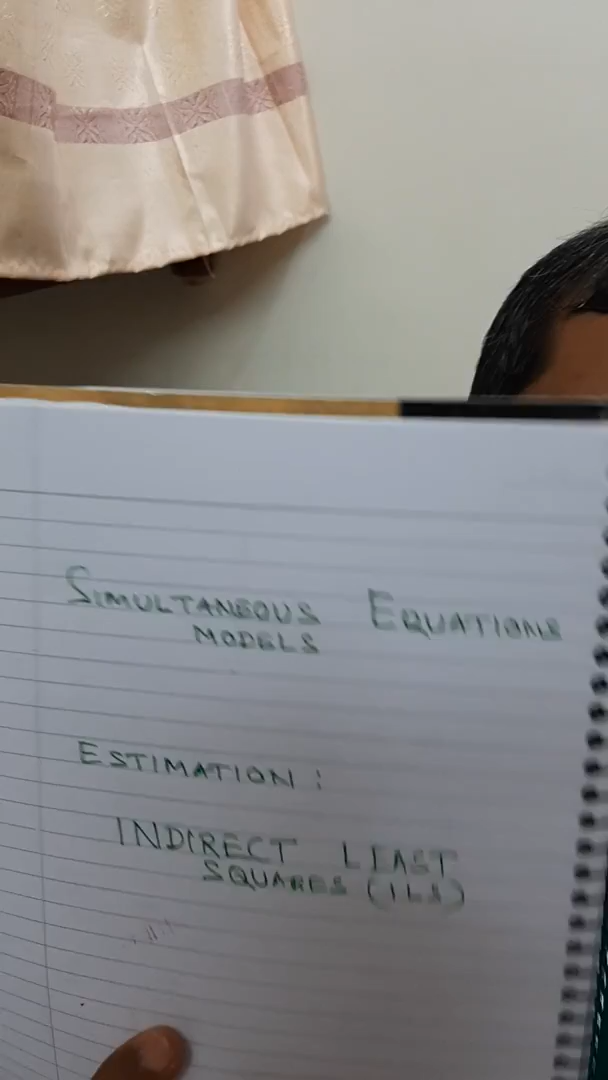 SIMULTANEOUS EQUATIONS
MODELS
ESTIMATION :
INDIRECT LEAST
SQUARES (ILS)